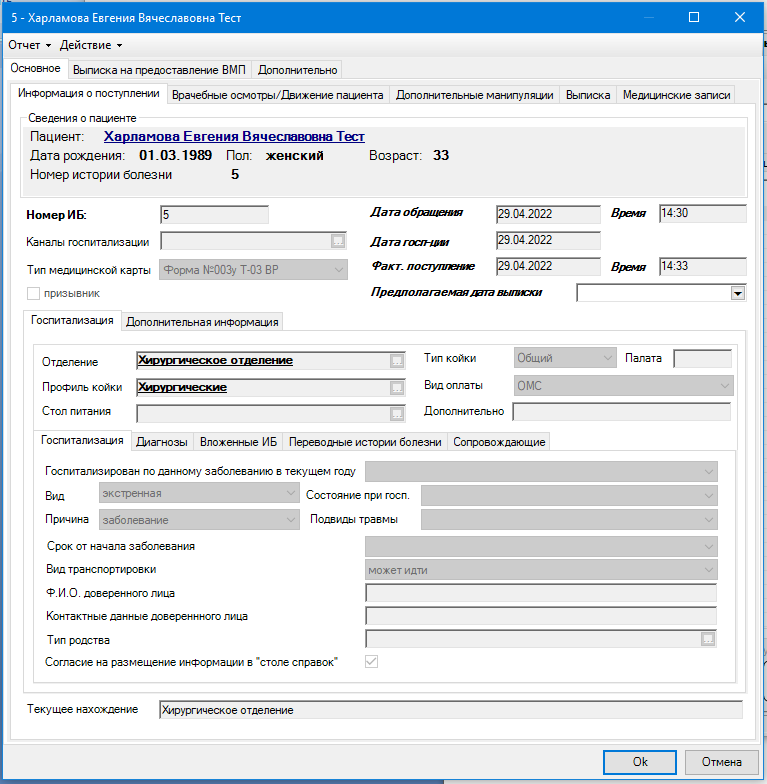 5 - Харламова Евгения Вячеславовна Тест
Отчет Действие
Основное Выписка на предоставление ВМП Дополнительно
Информация о поступлении Врачебные осмотры/Движение пациента Дополнительные манипуляции Выписка Медицинские записи
Сведения о пациенте
Пациент: Харламова Евгения Вячеславовна Тест
Дата рождения: 01.03.1989 Пол: женский Возраст: 33
Номер истории болезни 5
Номер ИБ: 5 Дата обращения 29.04.2022 Время 14:30
Каналы госпитализации ... Дата госп-ции 29.04.2022
Тип медицинской карты Форма №003у Т-03 ВР Факт. поступление 29.04.2022 Время 14:33
призывник Предполагаемая дата выписки
Госпитализация Дополнительная информация
Отделение Хирургическое отделение ... Тип койки Общий Палата
Профиль койки Хирургические ... Вид оплаты ОМС
Стол питания ... Дополнительно
Госпитализация Диагнозы Вложенные ИБ Переводные истории болезни Сопровождающие
Госпитализирован по данному заболеванию в текущем году
Вид экстренная Состояние при госп.
Причина заболевание Подвиды травмы
Срок от начала заболевания
Вид транспортировки может идти
Ф.И.О. доверенного лица
Контактные данные доверенного лица
Тип родства ...
Согласие на размещение информации в "столе справок"
Текущее нахождение Хирургическое отделение
Ok Отмена